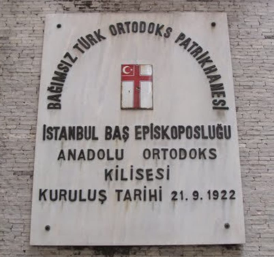 BAĞIMSIZ TÜRK ORTODOKS PATRİKHANESİ
İSTANBUL BAŞ EPİSKOPOSLUĞU
ANADOLU ORTODOKS
KİLİSESİ
KURULUŞ TARİHİ 21.9.1922